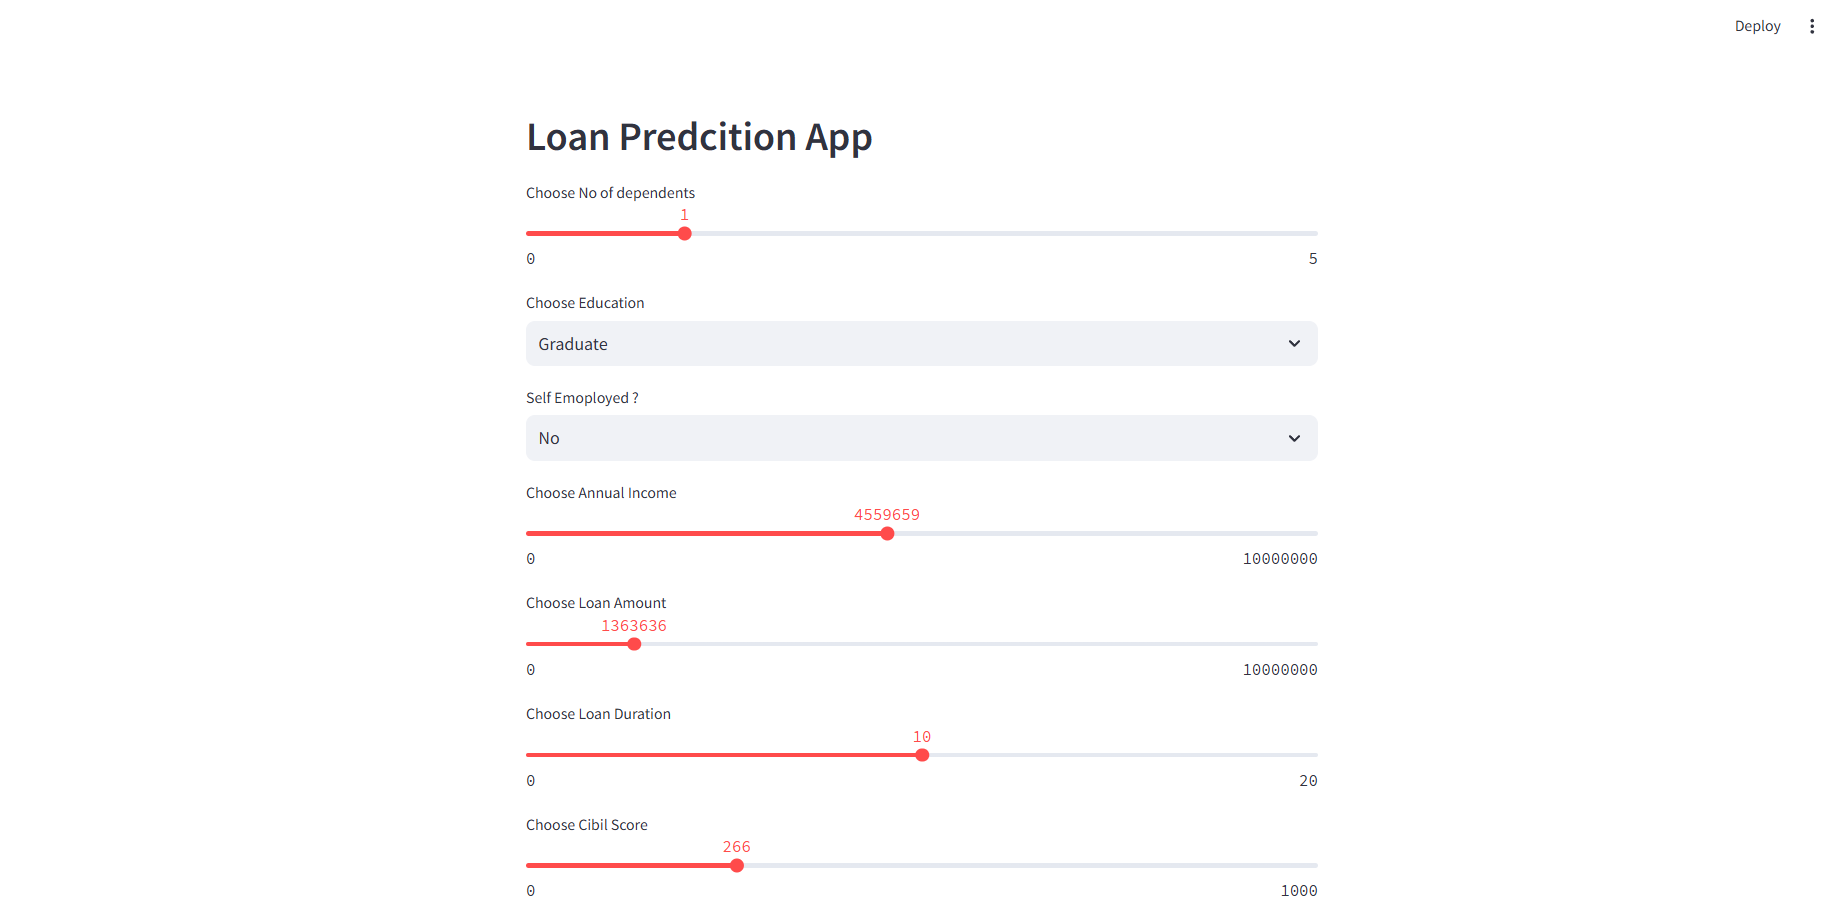 Deploy
Loan Predcition App
Choose No of dependents
1
0 5
Choose Education
Graduate
Self Emoployed ?
No
Choose Annual Income
4559659
0 10000000
Choose Loan Amount
1363636
0 10000000
Choose Loan Duration
10
0 20
Choose Cibil Score
266
0 1000